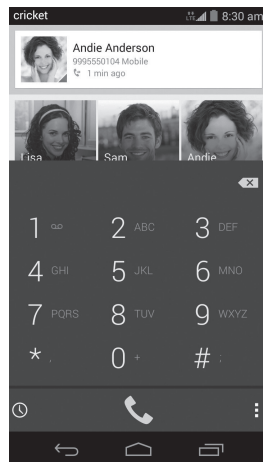 cricket LTE 8:30 am
Andie Anderson
9995550104 Mobile
1 min ago
Lisa Sam Andie
1 2 ABC 3 DEF
4 GHI 5 JKL 6 MNO
7 PQRS 8 TUV 9 WXYZ
* , 0 + # ;